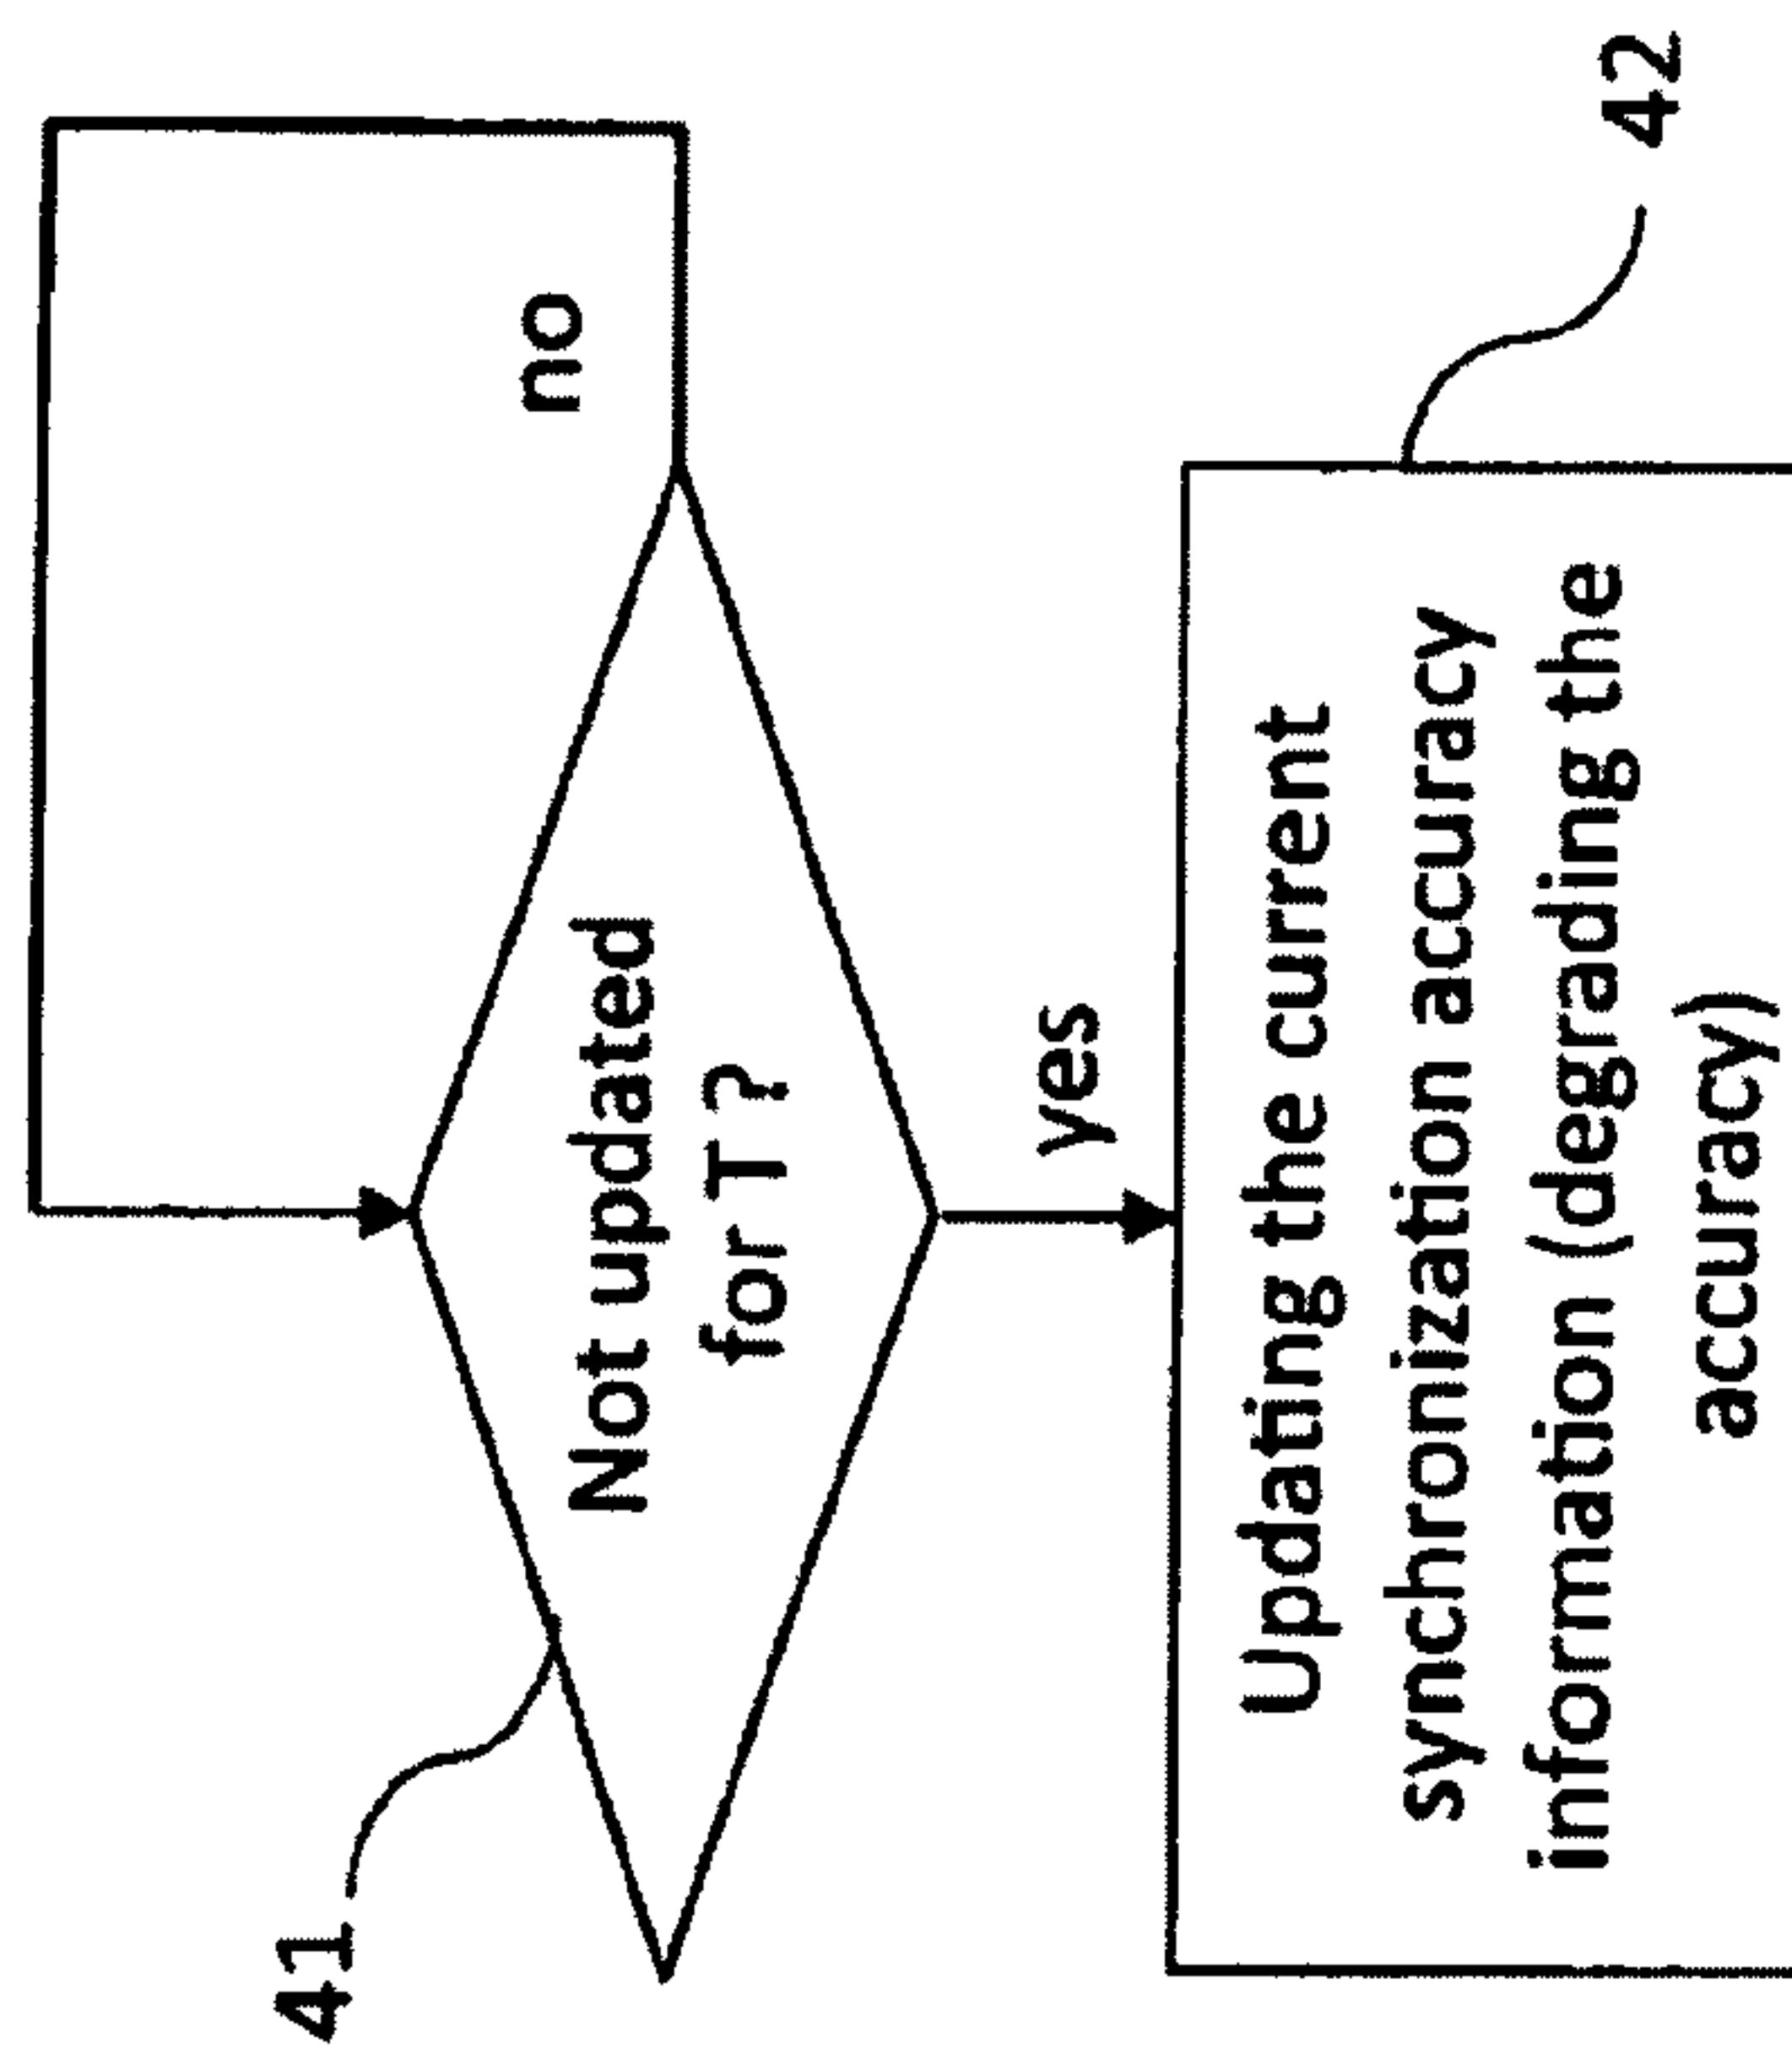 41
no
Not updated
for T ?
yes
42
Updating the current
synchronization accuracy
information (degrading the
accuracy)